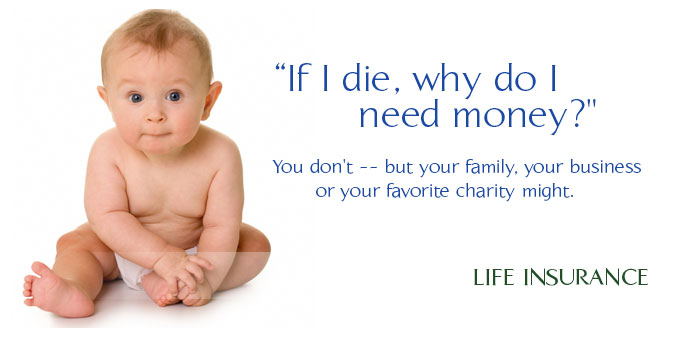 “If I die, why do I
need money?"
You don't -- but your family, your business
or your favorite charity might.
LIFE INSURANCE